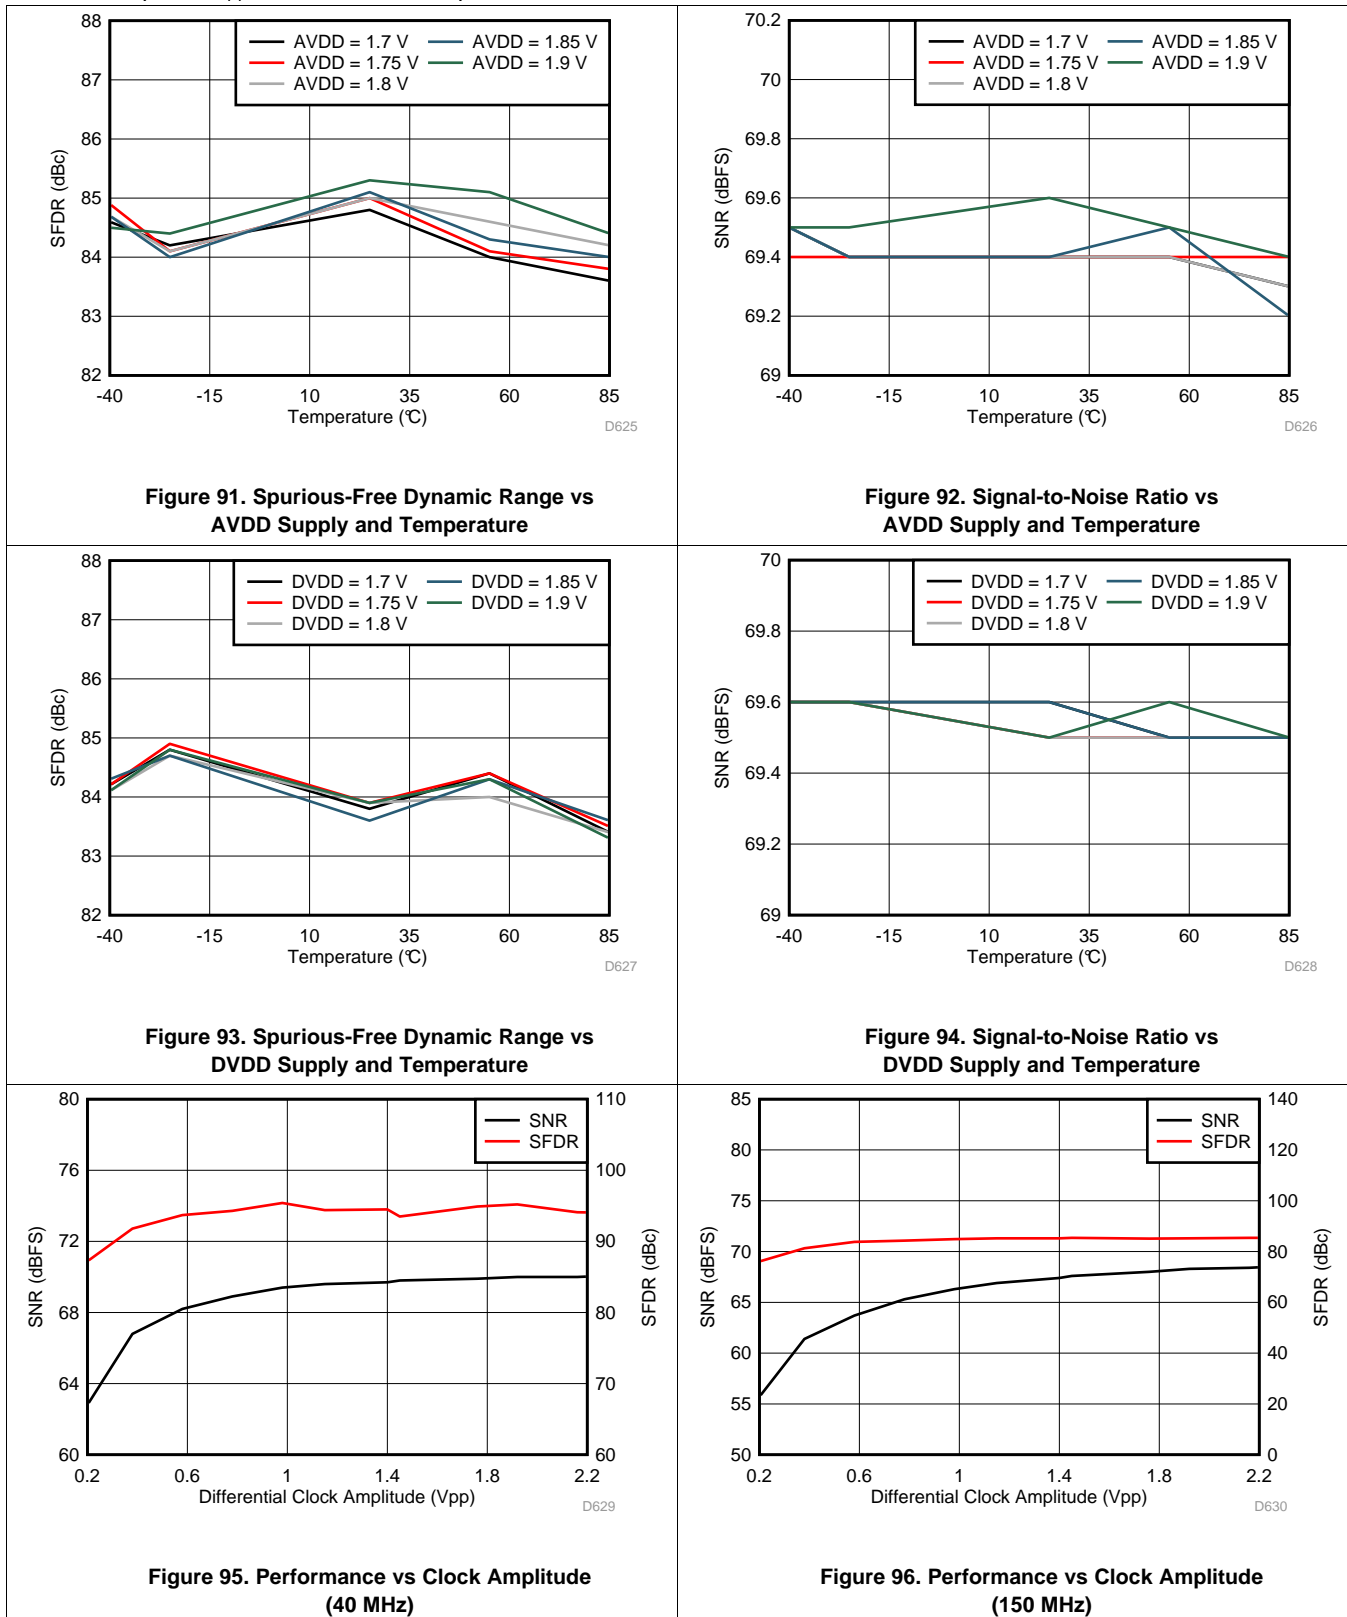 88
87
86
85
84
83
82
SFDR (dBc)
AVDD = 1.7 V
AVDD = 1.75 V
AVDD = 1.8 V
AVDD = 1.85 V
AVDD = 1.9 V
-40 -15 10 35 60 85
Temperature (°C)
D625
Figure 91. Spurious-Free Dynamic Range vs
AVDD Supply and Temperature
70.2
70
69.8
69.6
69.4
69.2
69
SNR (dBFS)
AVDD = 1.7 V
AVDD = 1.75 V
AVDD = 1.8 V
AVDD = 1.85 V
AVDD = 1.9 V
-40 -15 10 35 60 85
Temperature (°C)
D626
Figure 92. Signal-to-Noise Ratio vs
AVDD Supply and Temperature
88
87
86
85
84
83
82
SFDR (dBc)
DVDD = 1.7 V
DVDD = 1.75 V
DVDD = 1.8 V
DVDD = 1.85 V
DVDD = 1.9 V
-40 -15 10 35 60 85
Temperature (°C)
D627
Figure 93. Spurious-Free Dynamic Range vs
DVDD Supply and Temperature
70
69.8
69.6
69.4
69.2
69
SNR (dBFS)
DVDD = 1.7 V
DVDD = 1.75 V
DVDD = 1.8 V
DVDD = 1.85 V
DVDD = 1.9 V
-40 -15 10 35 60 85
Temperature (°C)
D628
Figure 94. Signal-to-Noise Ratio vs
DVDD Supply and Temperature
80
76
72
68
64
60
SNR (dBFS)
SNR
SFDR
110
100
90
80
70
60
SFDR (dBc)
0.2 0.6 1 1.4 1.8 2.2
Differential Clock Amplitude (Vpp)
D629
Figure 95. Performance vs Clock Amplitude
(40 MHz)
85
80
75
70
65
60
55
50
SNR (dBFS)
SNR
SFDR
140
120
100
80
60
40
20
0
SFDR (dBc)
0.2 0.6 1 1.4 1.8 2.2
Differential Clock Amplitude (Vpp)
D630
Figure 96. Performance vs Clock Amplitude
(150 MHz)